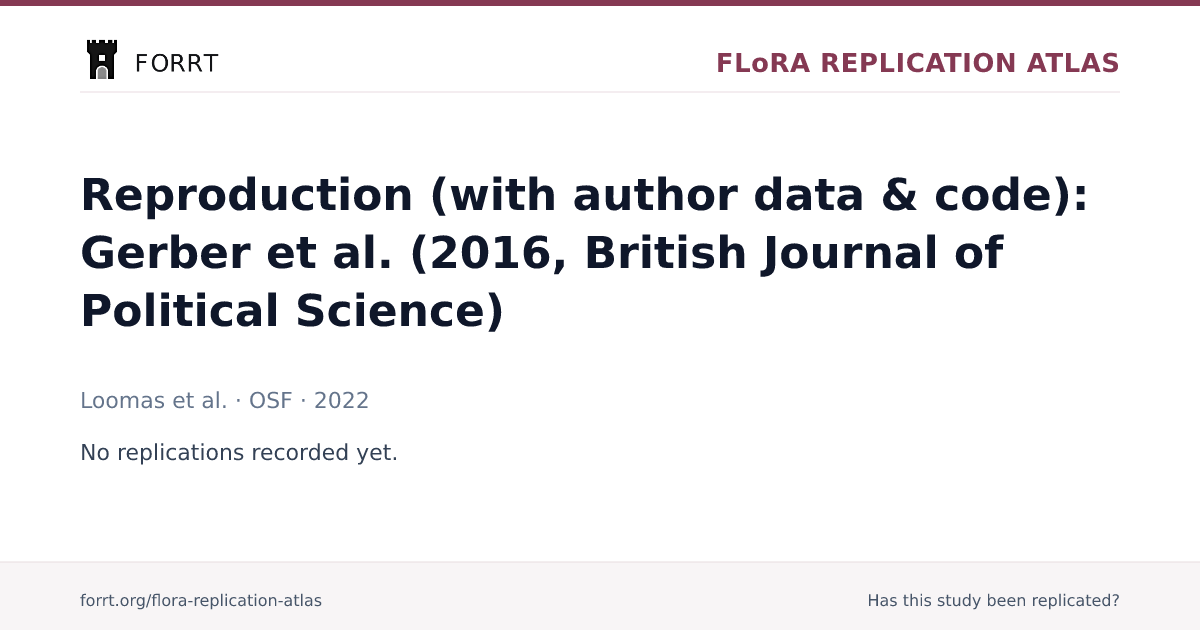 FORRT
FLoRA REPLICATION ATLAS
Reproduction (with author data & code):
Gerber et al. (2016, British Journal of
Political Science)
Loomas et al. · OSF · 2022
No replications recorded yet.
forrt.org/flora-replication-atlas
Has this study been replicated?